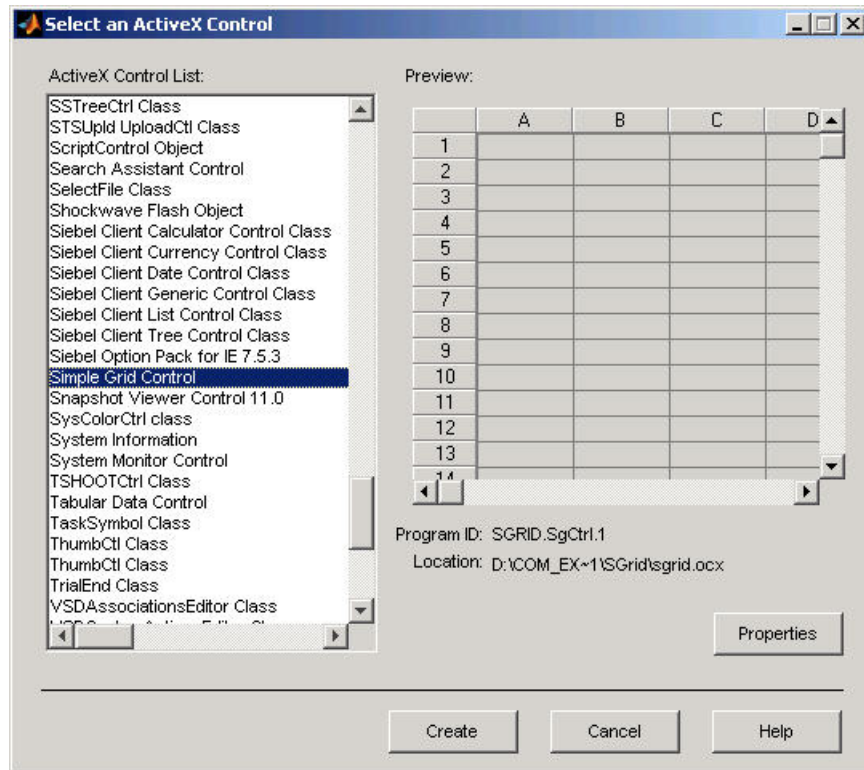 Select an ActiveX Control
ActiveX Control List:
SSTreeCtrl Class
STSUpld UploadCtl Class
ScriptControl Object
Search Assistant Control
SelectFile Class
Shockwave Flash Object
Siebel Client Calculator Control Class
Siebel Client Currency Control Class
Siebel Client Date Control Class
Siebel Client Generic Control Class
Siebel Client List Control Class
Siebel Client Tree Control Class
Siebel Option Pack for IE 7.5.3
Simple Grid Control
Snapshot Viewer Control 11.0
SysColorCtrl class
System Information
System Monitor Control
TSHOOTCtrl Class
Tabular Data Control
TaskSymbol Class
ThumbCtl Class
ThumbCtl Class
TrialEnd Class
VSDAssociationsEditor Class
Preview:
A B C D
1
2
3
4
5
6
7
8
9
10
11
12
13
14
Program ID: SGRID.SgCtrl.1
Location: D:\COM_EX~1\SGrid\sgrid.ocx
Properties
Create Cancel Help